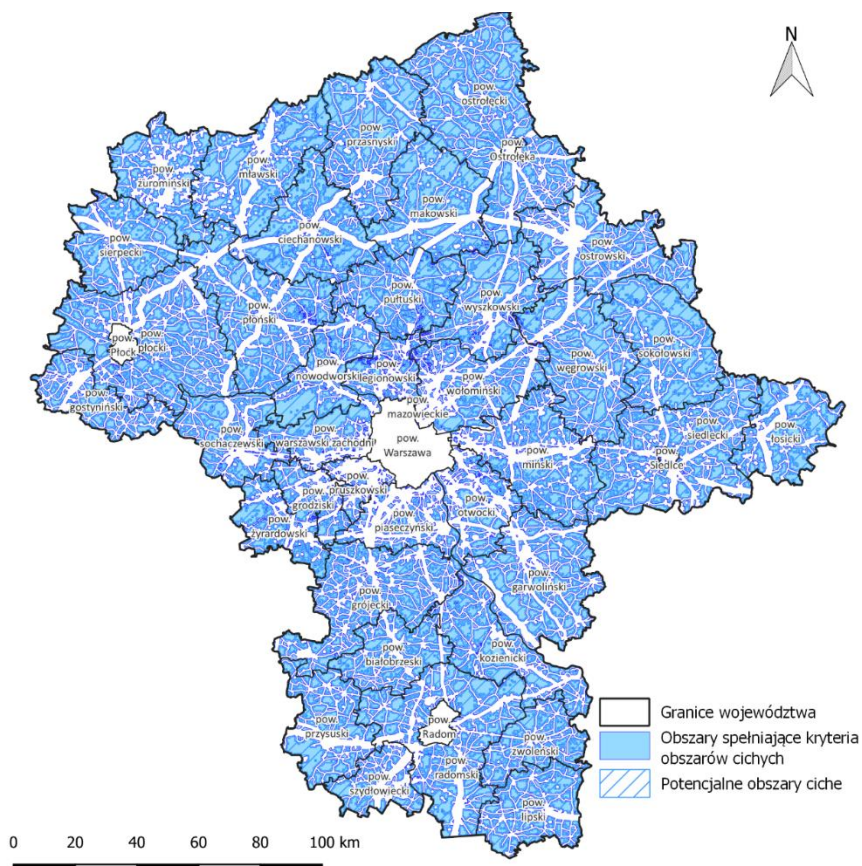 N
pow.
ostrołęcki
pow.
przasnyski
pow.
Ostrołęka
pow.
żuromiński
pow.
mławski
pow.
makowski
pow.
sierpecki
pow.
ciechanowski
pow.
ostrowski
pow.
pułtuski
pow.
wyszkowski
pow.
płoński
pow.
Płock
pow.
płocki
pow.
sokołowski
pow.
węgrowski
pow.
nowodworski
pow.
legionowski
pow.
wołomiński
pow.
gostyniński
pow.
mazowieckie
pow.
sochaczewski
pow.
warszawski zachodni
pow.
Warszawa
pow.
siedlecki
pow.
łosicki
pow.
miński
pow.
Siedlce
pow.
pruszkowski
pow.
grodziski
pow.
otwocki
pow.
piaseczyński
pow.
żyrardowski
pow.
garwoliński
pow.
grójecki
pow.
białobrzeski
pow.
kozienicki
pow.
Radom
pow.
przysuski
pow.
zwoleński
pow.
radomski
pow.
szydłowiecki
pow.
lipski
Granice województwa
Obszary spełniające kryteria
obszarów cichych
Potencjalne obszary ciche
0 20 40 60 80 100 km